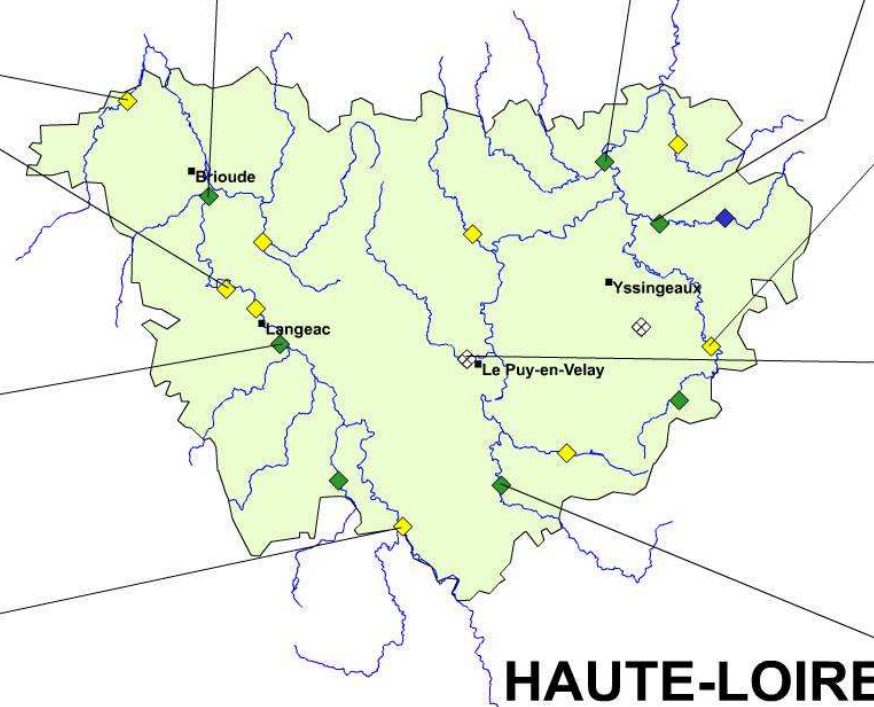 Brioude
Yssingeaux
Langeac
Le Puy-en-Velay
HAUTE-LOIRE